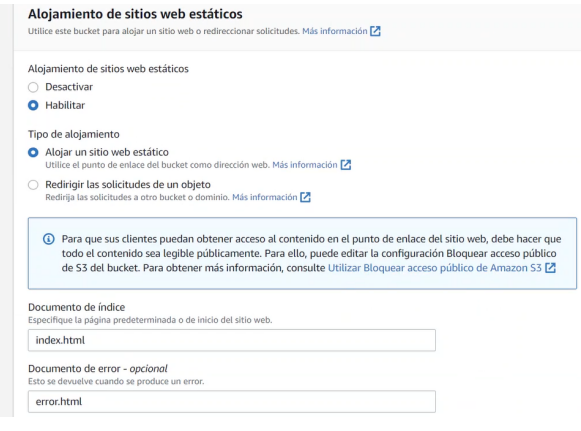 Alojamiento de sitios web estáticos
Utilice este bucket para alojar un sitio web o redireccionar solicitudes. Más información
Alojamiento de sitios web estáticos
Desactivar
Habilitar
Tipo de alojamiento
Alojar un sitio web estático
Utilice el punto de enlace del bucket como dirección web. Más información
Redirigir las solicitudes de un objeto
Redirija las solicitudes a otro bucket o dominio. Más información
Para que sus clientes puedan obtener acceso al contenido en el punto de enlace del sitio web, debe hacer que
todo el contenido sea legible públicamente. Para ello, puede editar la configuración Bloquear acceso público
de S3 del bucket. Para obtener más información, consulte Utilizar Bloquear acceso público de Amazon S3
Documento de índice
Especifique la página predeterminada o de inicio del sitio web.
index.html
Documento de error - opcional
Esto se devuelve cuando se produce un error.
error.html